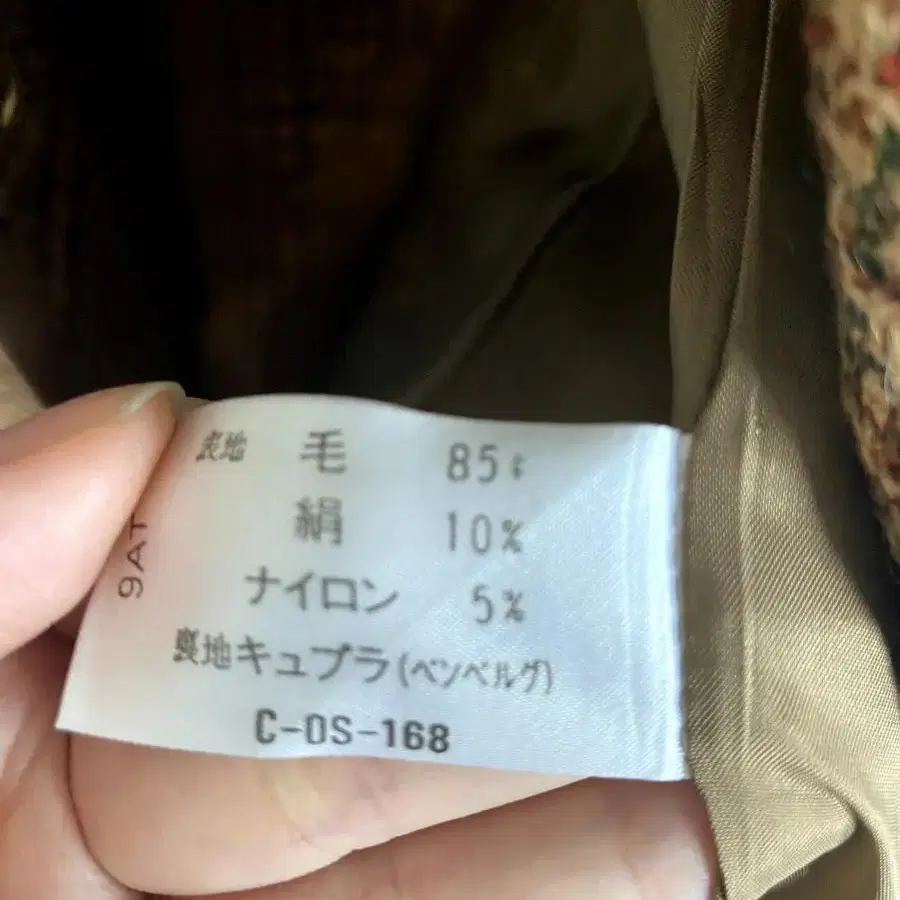 表地 毛 85%
絹 10%
ナイロン 5%
裏地キュプラ(ベンベルグ)
C-OS-168
9AT